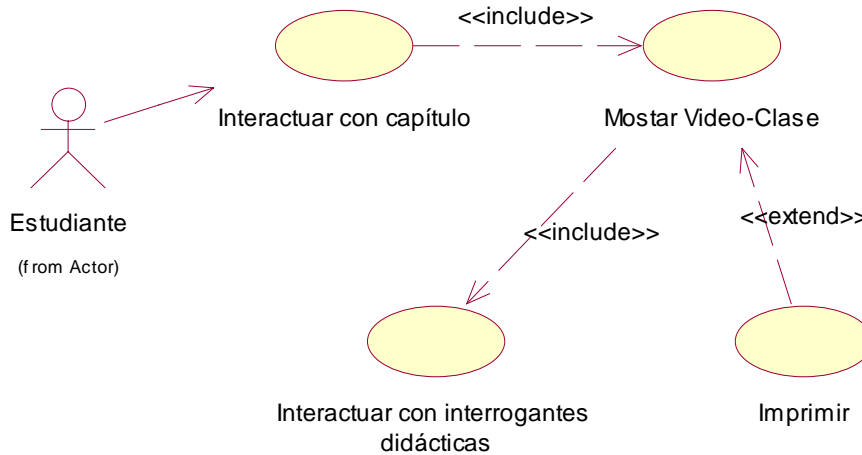 <<include>>
Interactuar con capítulo
Mostar Video-Clase
Estudiante
(from Actor)
<<include>>
<<extend>>
Interactuar con interrogantes
didácticas
Imprimir